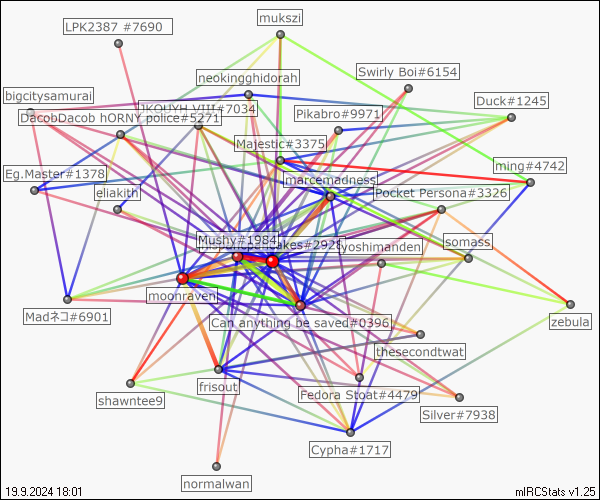 mukszi
LPK2387 #7690
Swirly Boi#6154
neokingghidorah
bigcitysamurai
Duck#1245
JKOUYH VIII#7034
Pikabro#9971
DacobDacob hORNY police#5271
Majestic#3375
ming#4742
Eg.Master#1378
marcemadness
eliakith
Pocket Persona#3326
Mushy#1984
cakes#2928
yoshimanden
somass
moonraven
Madネコ#6901
Can anything be saved#0396
zebula
thesecondtwat
frisout
Fedora Stoat#4479
shawntee9
Silver#7938
Cypha#1717
normalwan
19.9.2024 18:01
mIRCStats v1.25